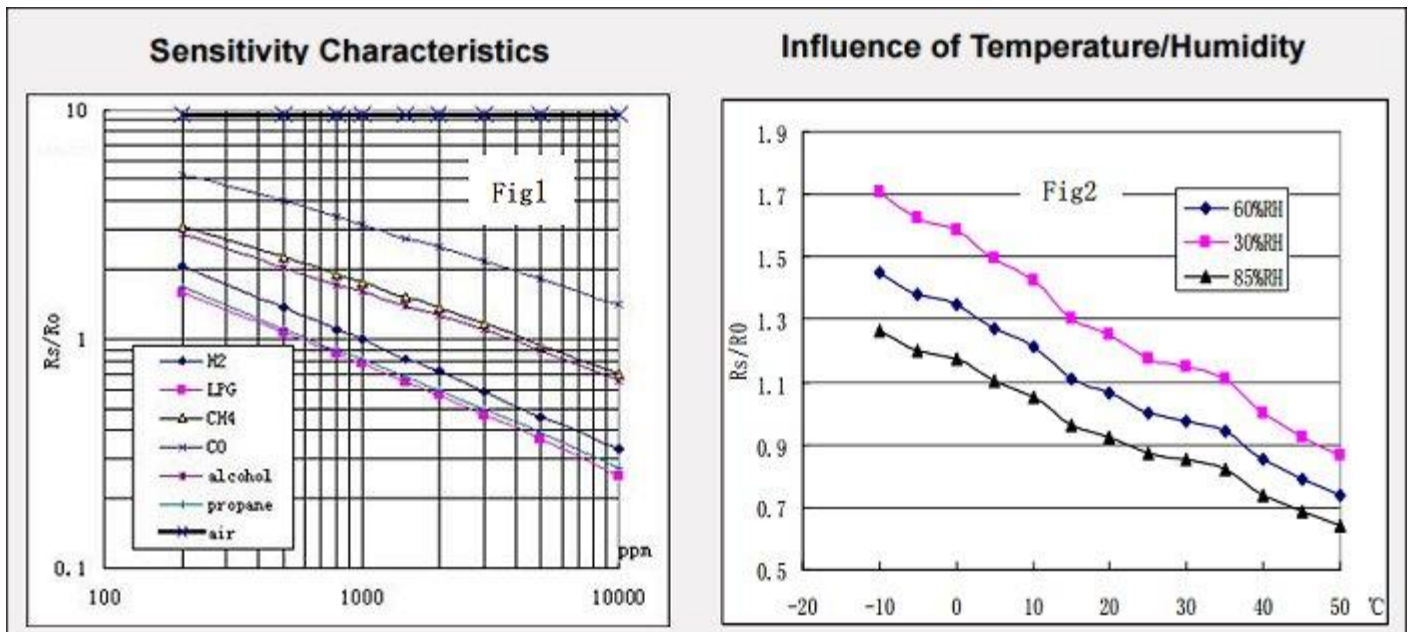 Sensitivity Characteristics
Influence of Temperature/Humidity
10
Fig1
Rs/Ro
1
H2
LPG
CH4
CO
alcohol
propane
air
0.1
ppm
100
1000
10000
1.9
1.7
1.5
1.3
1.1
0.9
0.7
0.5
Fig2
Rs/R0
60%RH
30%RH
85%RH
-20
-10
0
10
20
30
40
50
℃